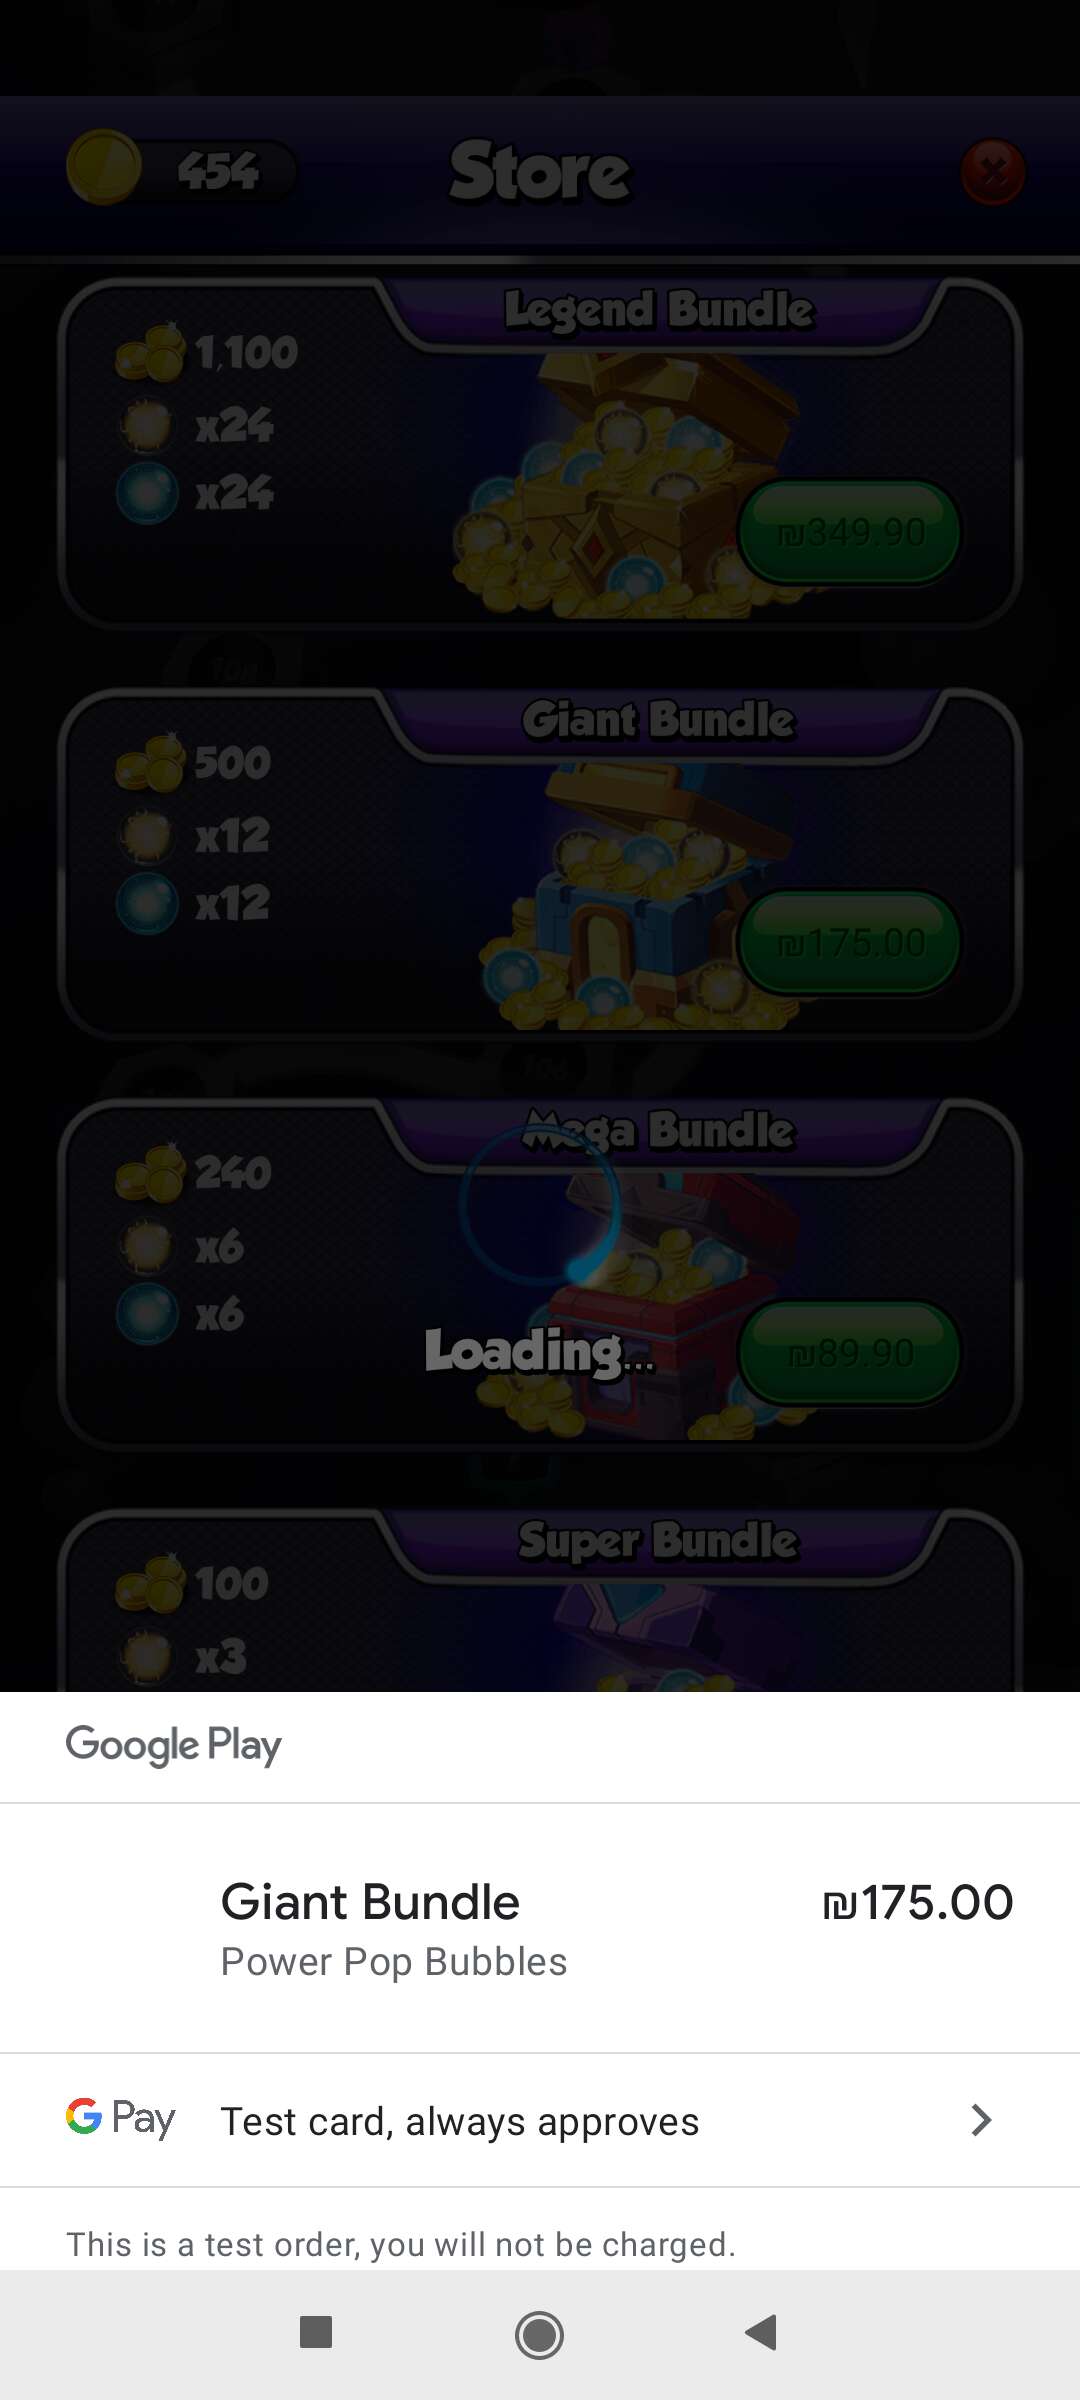 454
Store
Legend Bundle
1,100
x24
x24
₪349.90
Giant Bundle
500
x12
x12
₪175.00
Mega Bundle
240
x6
x6
Loading...
₪89.90
Super Bundle
100
x3
Google Play
Giant Bundle
₪175.00
Power Pop Bubbles
G Pay
Test card, always approves
This is a test order, you will not be charged.